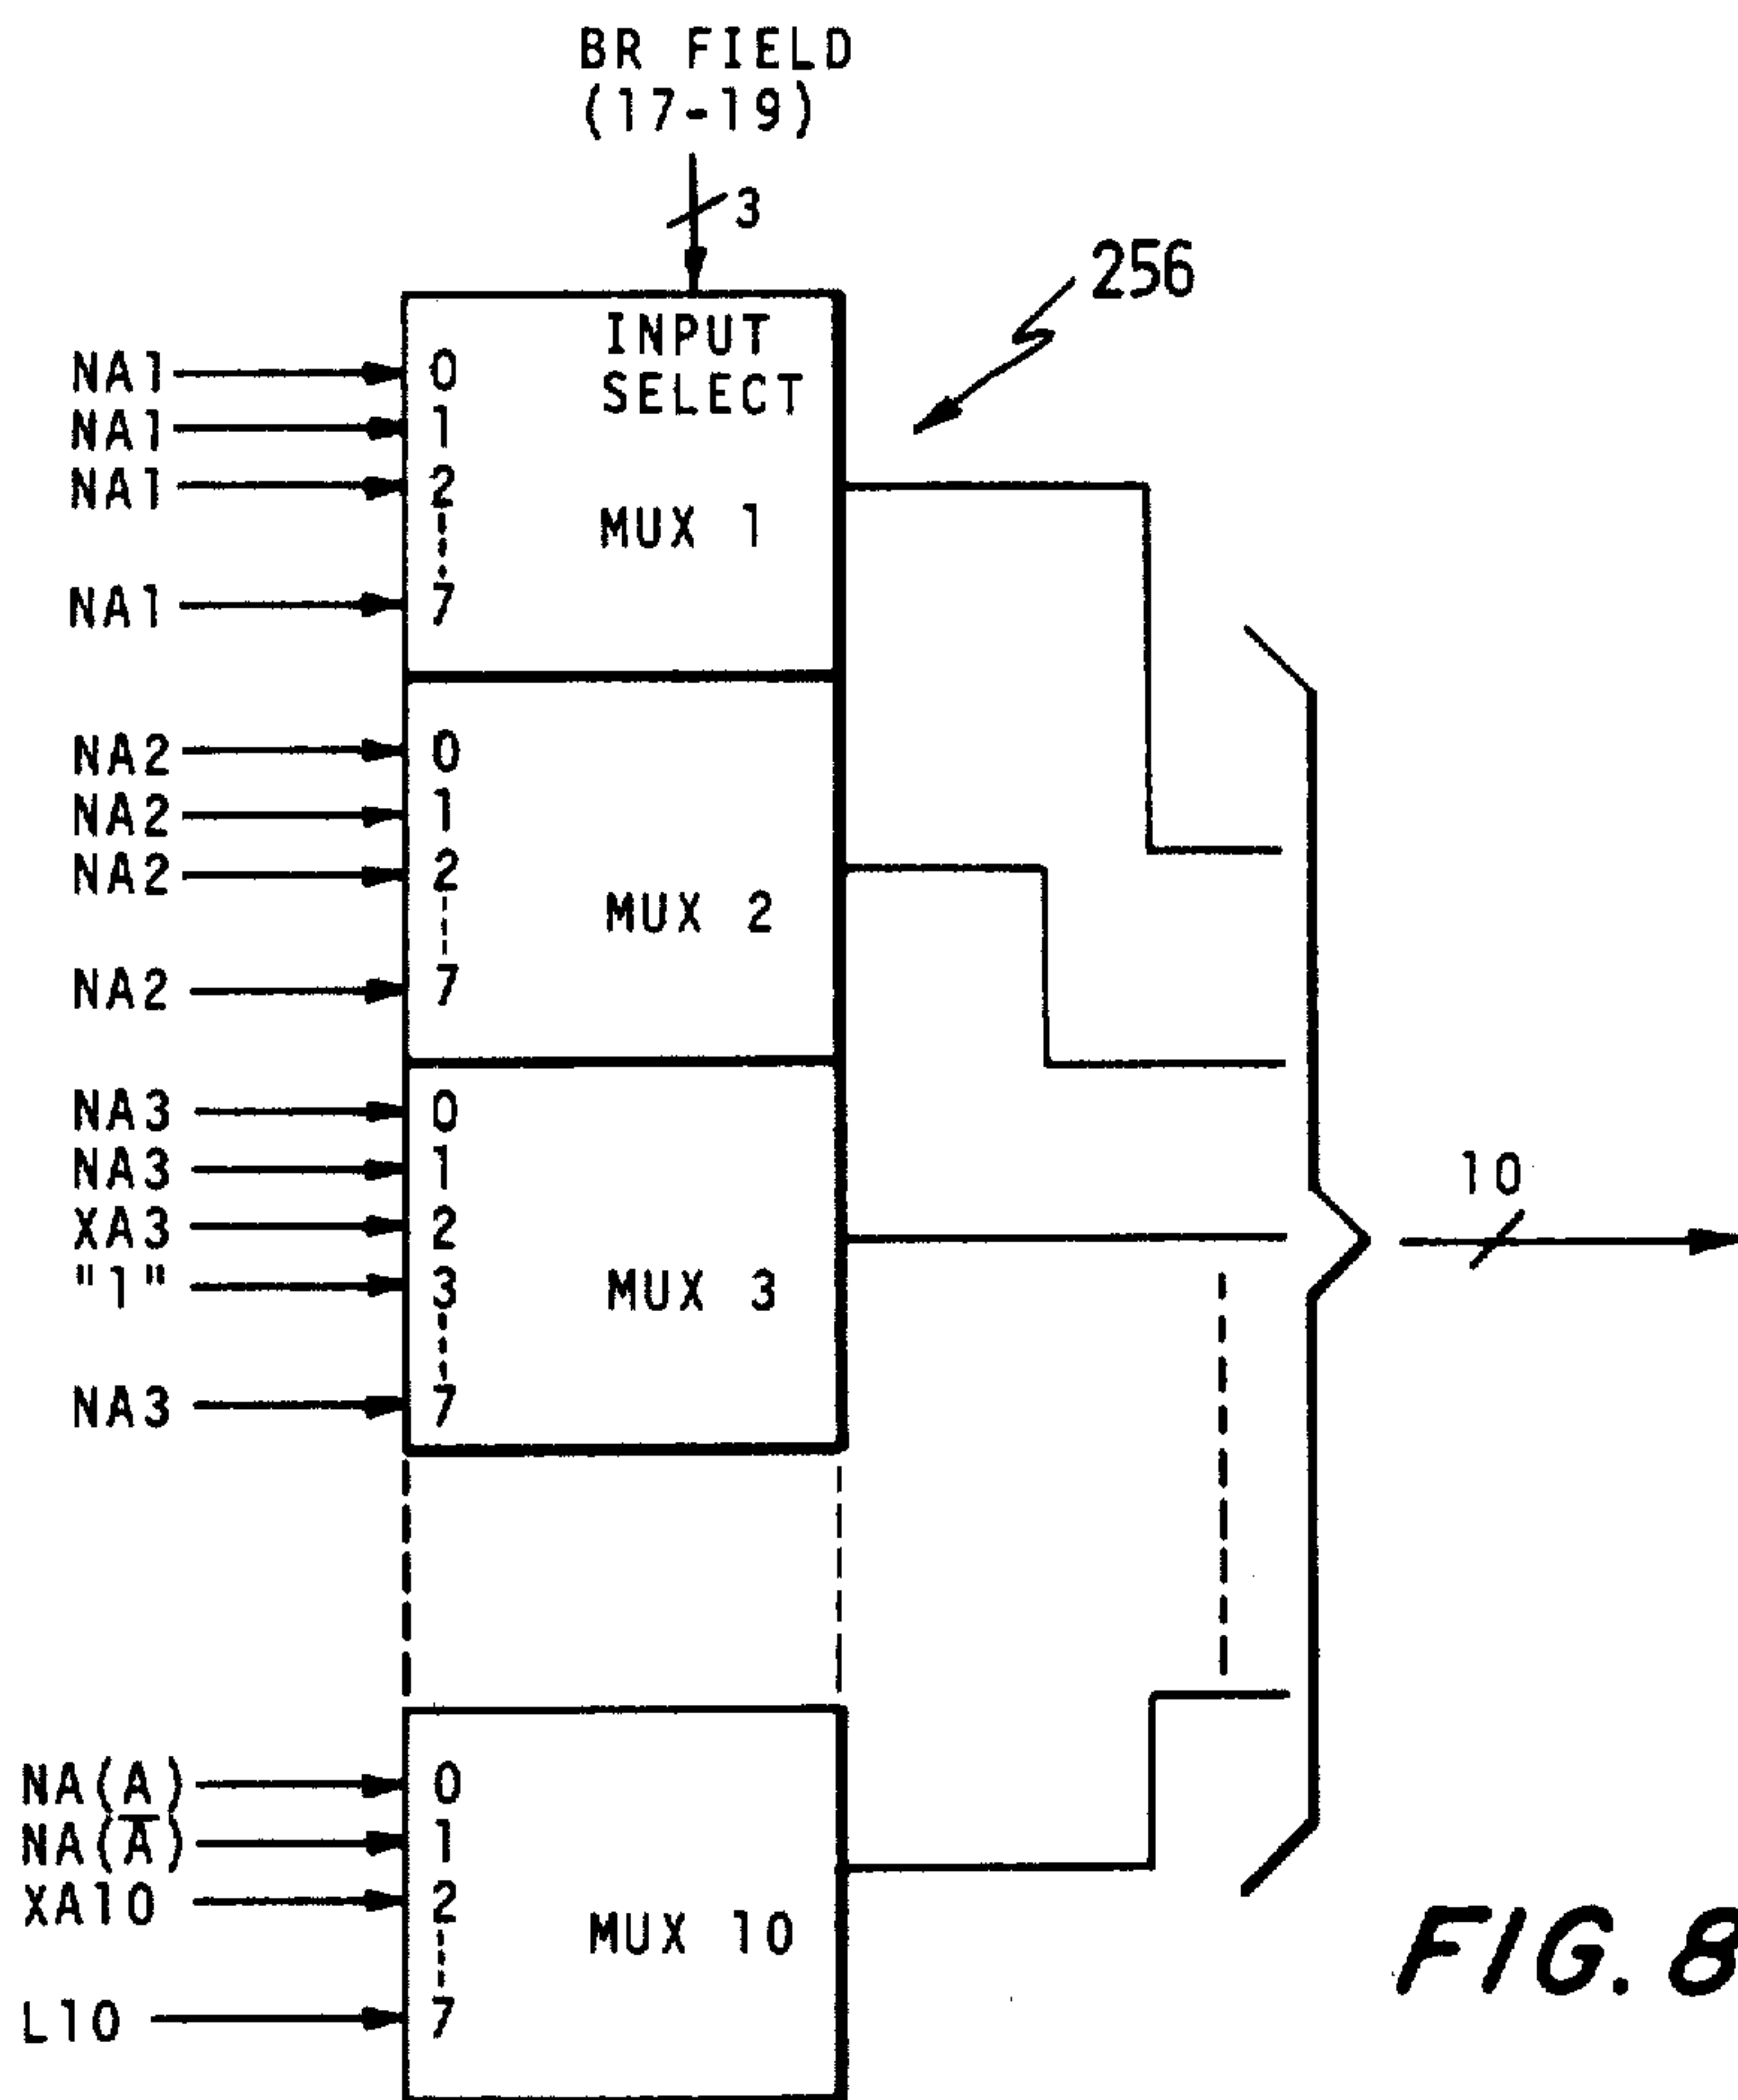 BR FIELD
(17-19)
3
256
INPUT
SELECT
NA1 0
NA1 1
NA1 2
MUX 1
NA1 7
NA2 0
NA2 1
NA2 2
MUX 2
NA2 7
NA3 0
NA3 1
XA3 2
"1" 3
MUX 3
NA3 7
10
NA(A) 0
NA(A̅) 1
XA10 2
MUX 10
L10 7
FIG. 8